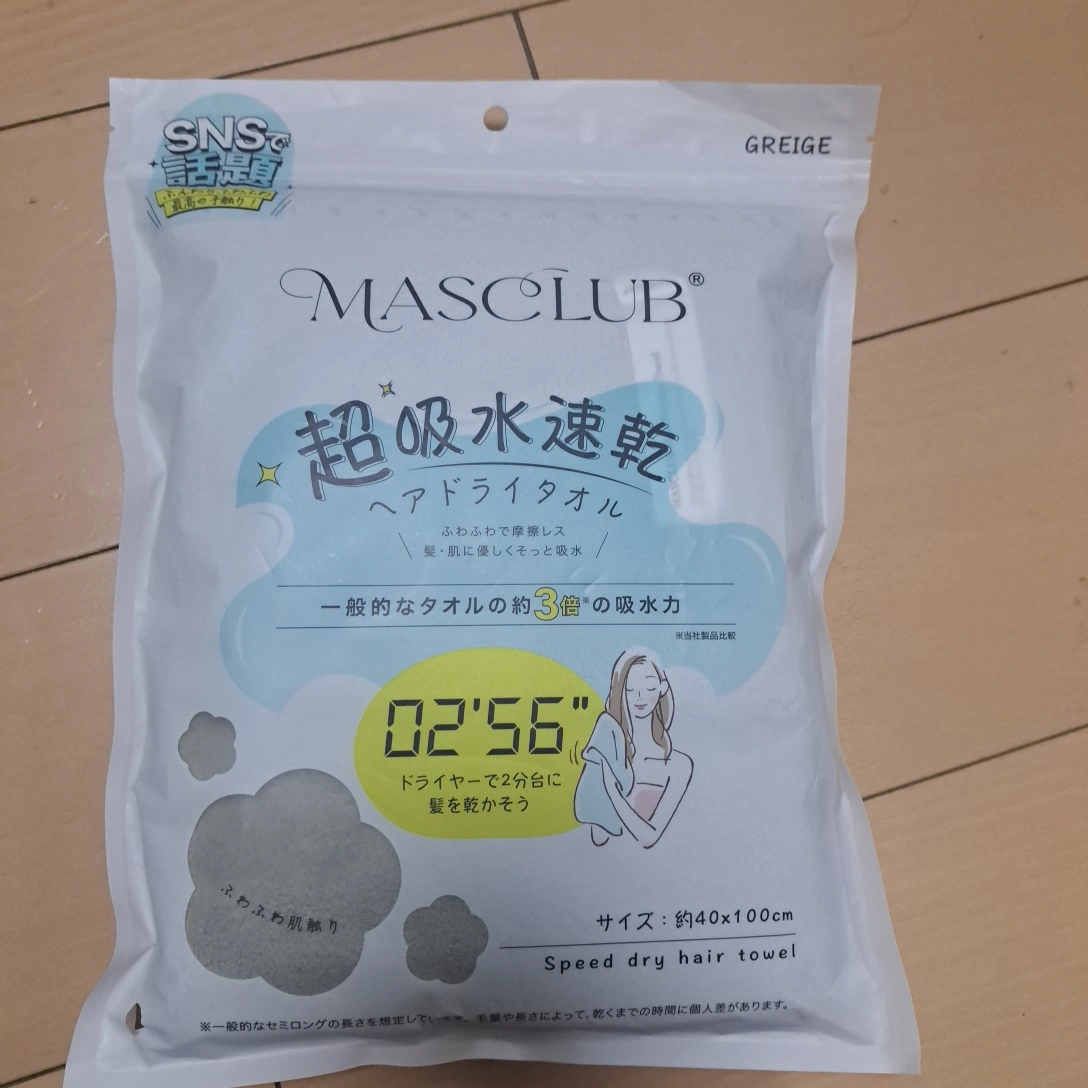 SNSで
話題
ふんわりふわふわ
最高の手触り！
GREIGE
MASCLUB®
超吸水速乾
ヘアドライタオル
ふわふわで摩擦レス
髪・肌に優しくそっと吸水
一般的なタオルの約3倍※の吸水力
※当社製品比較
02'56"
ドライヤーで2分台に
髪を乾かそう
ふわふわ肌触り
サイズ：約40x100cm
Speed dry hair towel
※一般的なセミロングの長さを想定しています。毛量や長さによって、乾くまでの時間に個人差があります。